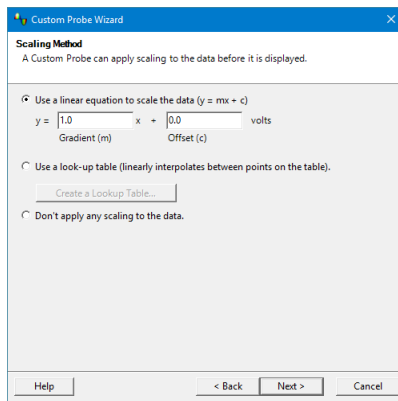 Custom Probe Wizard
Scaling Method
A Custom Probe can apply scaling to the data before it is displayed.
Use a linear equation to scale the data (y = mx + c)
y = 1.0 x + 0.0 volts
Gradient (m) Offset (c)
Use a look-up table (linearly interpolates between points on the table).
Create a Lookup Table...
Don't apply any scaling to the data.
Help < Back Next > Cancel